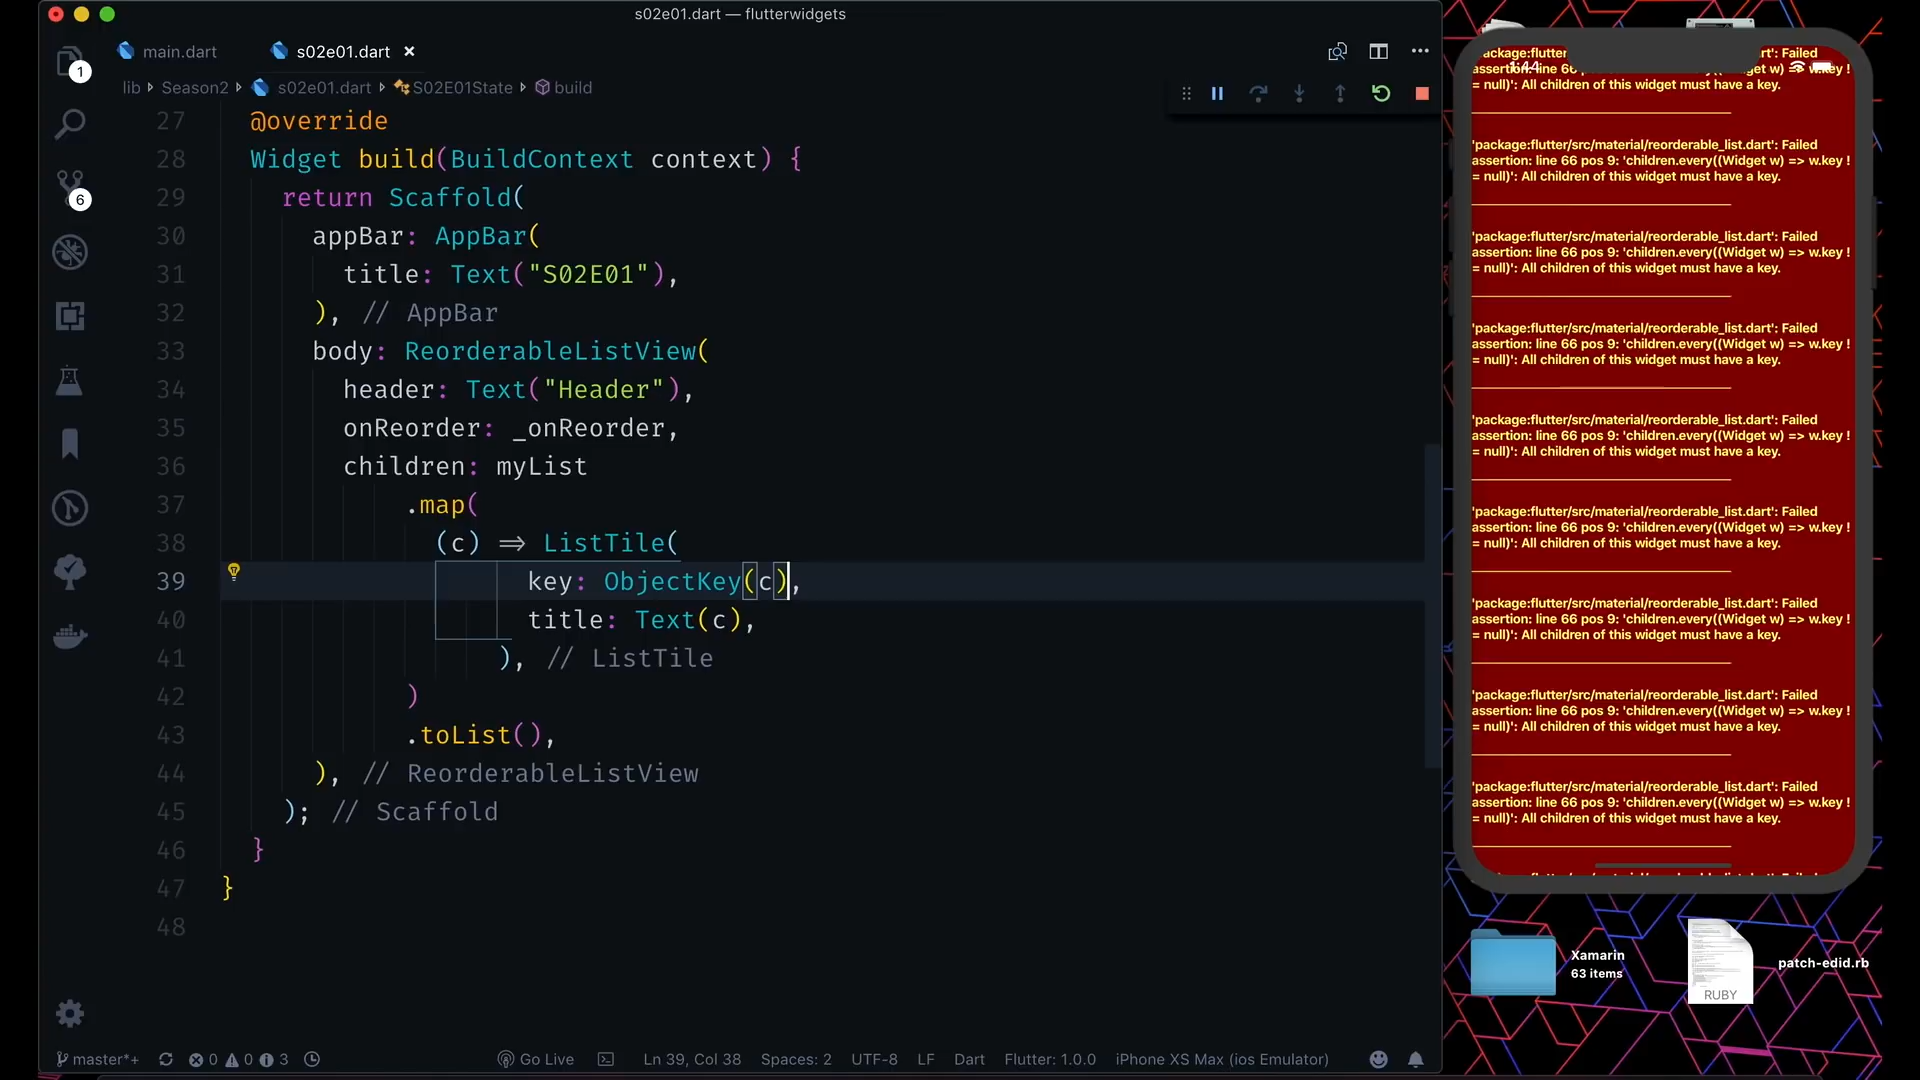 s02e01.dart — flutterwidgets
main.dart
s02e01.dart ×
lib Season2 s02e01.dart S02E01State build
1
6
27 @override
28 Widget build(BuildContext context) {
29 return Scaffold(
30 appBar: AppBar(
31 title: Text("S02E01"),
32 ), // AppBar
33 body: ReorderableListView(
34 header: Text("Header"),
35 onReorder: _onReorder,
36 children: myList
37 .map(
38 (c) => ListTile(
39 key: ObjectKey(c),
40 title: Text(c),
41 ), // ListTile
42 )
43 .toList(),
44 ), // ReorderableListView
45 ); // Scaffold
46 }
47 }
48
master*+ 0 0 3 Go Live Ln 39, Col 38 Spaces: 2 UTF-8 LF Dart Flutter: 1.0.0 iPhone XS Max (ios Emulator)
package:flutter rt': Failed
assertion: line 66 po w.key !
= null)': All children of this widget must have a key.
'package:flutter/src/material/reorderable_list.dart': Failed
assertion: line 66 pos 9: 'children.every((Widget w) => w.key !
= null)': All children of this widget must have a key.
'package:flutter/src/material/reorderable_list.dart': Failed
assertion: line 66 pos 9: 'children.every((Widget w) => w.key !
= null)': All children of this widget must have a key.
'package:flutter/src/material/reorderable_list.dart': Failed
assertion: line 66 pos 9: 'children.every((Widget w) => w.key !
= null)': All children of this widget must have a key.
'package:flutter/src/material/reorderable_list.dart': Failed
assertion: line 66 pos 9: 'children.every((Widget w) => w.key !
= null)': All children of this widget must have a key.
'package:flutter/src/material/reorderable_list.dart': Failed
assertion: line 66 pos 9: 'children.every((Widget w) => w.key !
= null)': All children of this widget must have a key.
'package:flutter/src/material/reorderable_list.dart': Failed
assertion: line 66 pos 9: 'children.every((Widget w) => w.key !
= null)': All children of this widget must have a key.
'package:flutter/src/material/reorderable_list.dart': Failed
assertion: line 66 pos 9: 'children.every((Widget w) => w.key !
= null)': All children of this widget must have a key.
'package:flutter/src/material/reorderable_list.dart': Failed
assertion: line 66 pos 9: 'children.every((Widget w) => w.key !
= null)': All children of this widget must have a key.
Xamarin
63 items
RUBY
patch-edid.rb